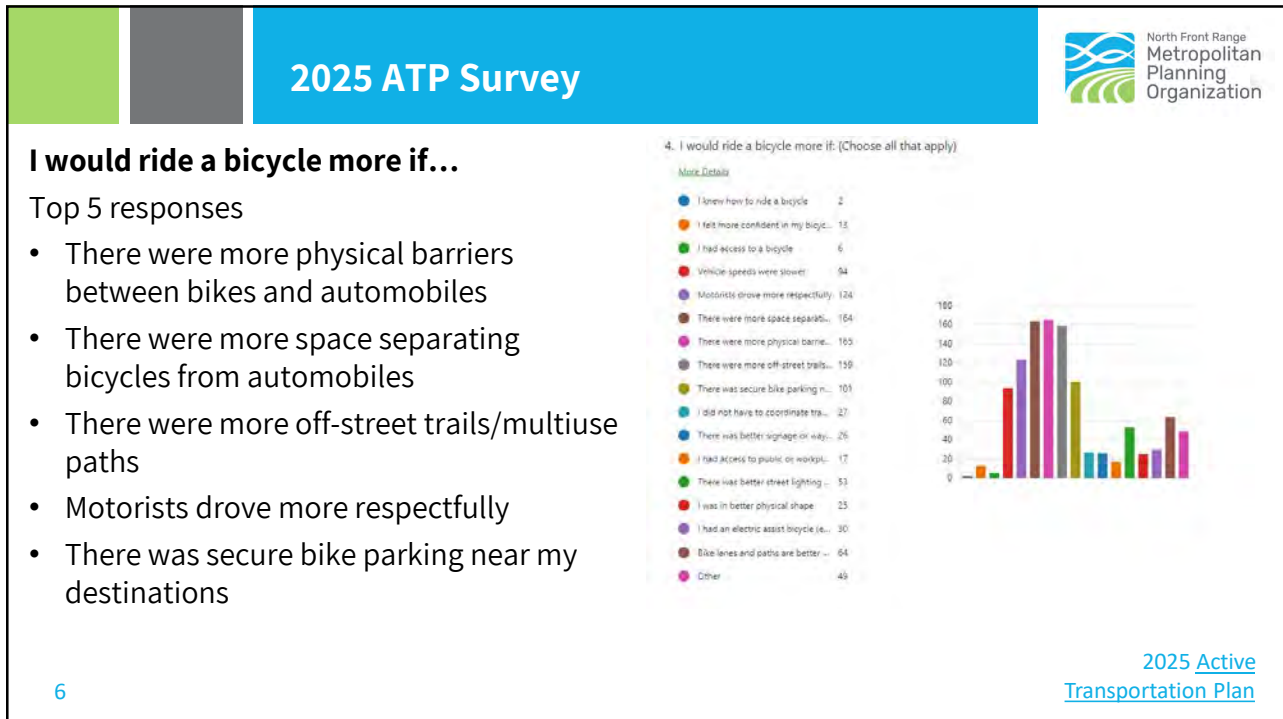 2025 ATP Survey
North Front Range
Metropolitan
Planning
Organization
I would ride a bicycle more if...
Top 5 responses
• There were more physical barriers
between bikes and automobiles
• There were more space separating
bicycles from automobiles
• There were more off-street trails/multiuse
paths
• Motorists drove more respectfully
• There was secure bike parking near my
destinations
4. I would ride a bicycle more if: (Choose all that apply)
More Details
I knew how to ride a bicycle 2
I felt more confident in my bicyc... 13
I had access to a bicycle 6
Vehicle speeds were slower 94
Motorists drove more respectfully 124
There were more space separati... 164
There were more physical barrie... 165
There were more off-street trails... 159
There was secure bike parking n... 101
I did not have to coordinate tra... 27
There was better signage or way... 26
I had access to public or workpl... 17
There was better street lighting ... 53
I was in better physical shape 25
I had an electric assist bicycle (e... 30
Bike lanes and paths are better ... 64
Other 49
180
160
140
120
100
80
60
40
20
0
6
2025 Active
Transportation Plan